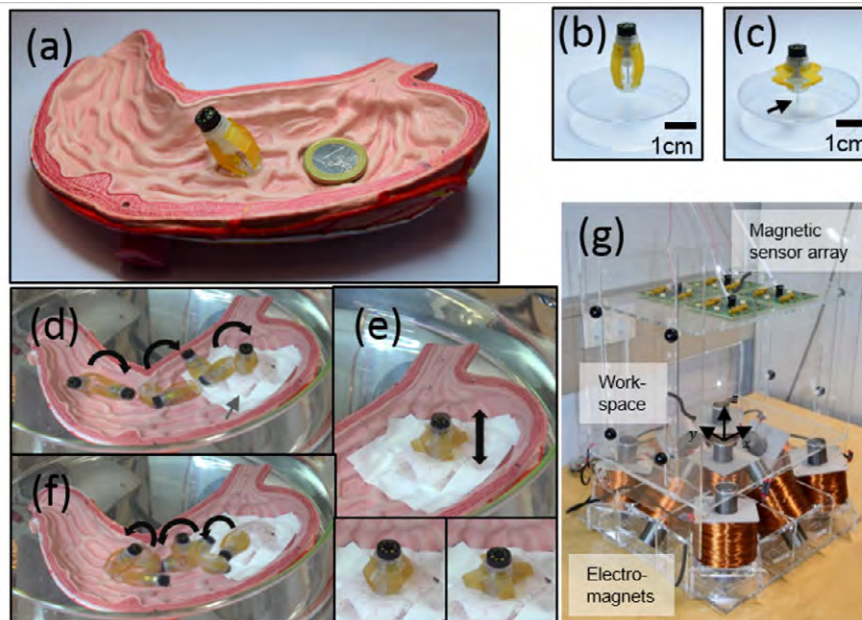 (a)
(b)
1cm
(c)
1cm
(d)
(e)
(f)
(g)
Magnetic
sensor array
Work-
space
z
y
x
Electro-
magnets